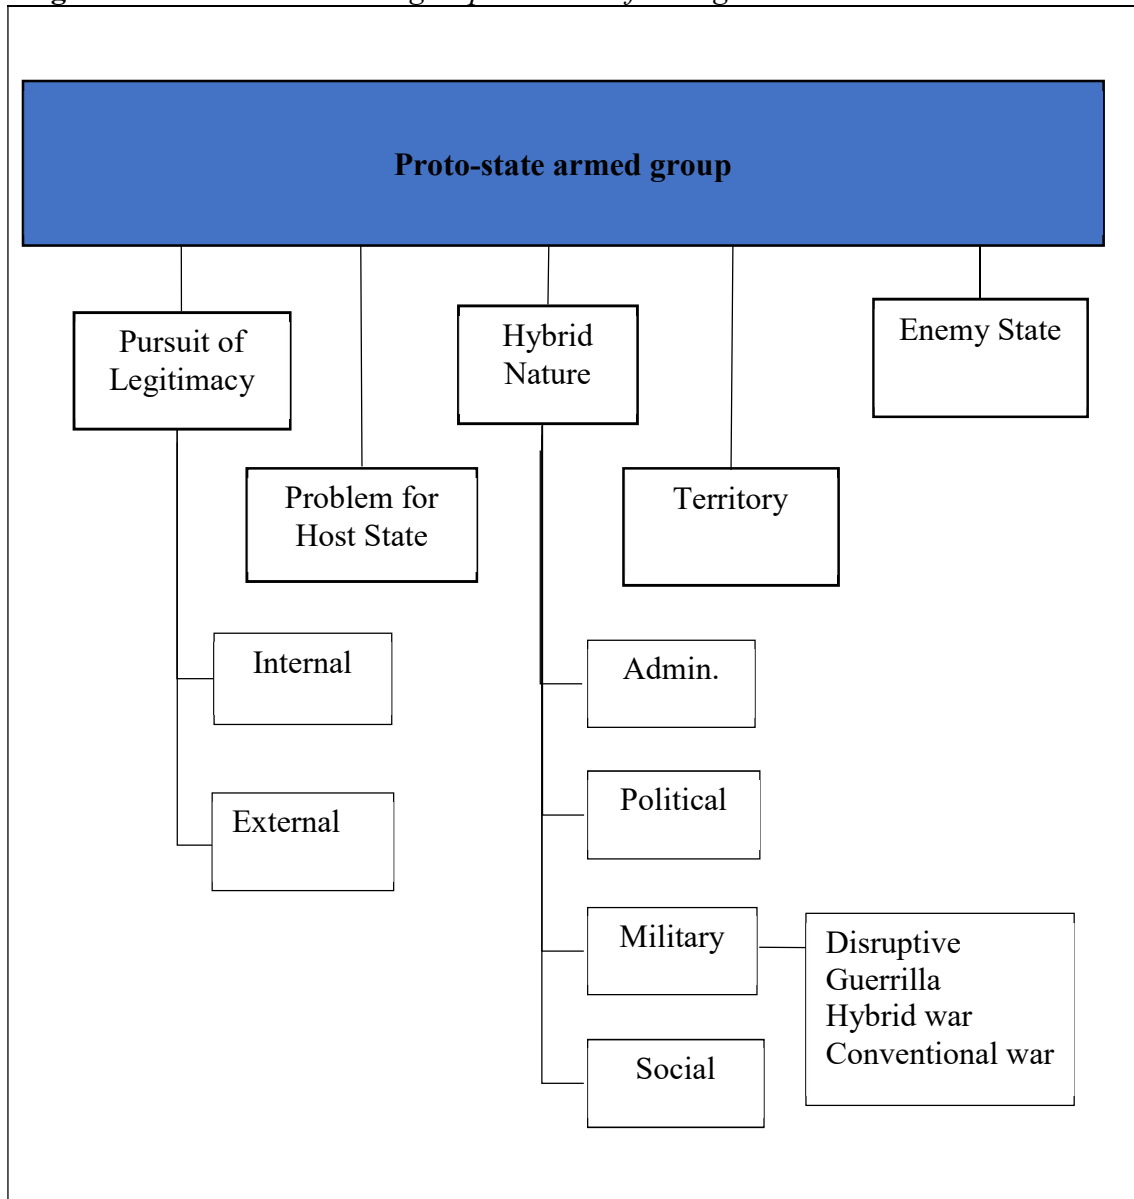 Proto-state armed group
Pursuit of
Legitimacy
Hybrid
Nature
Enemy State
Problem for
Host State
Territory
Internal
Admin.
External
Political
Military
Disruptive
Guerrilla
Hybrid war
Conventional war
Social